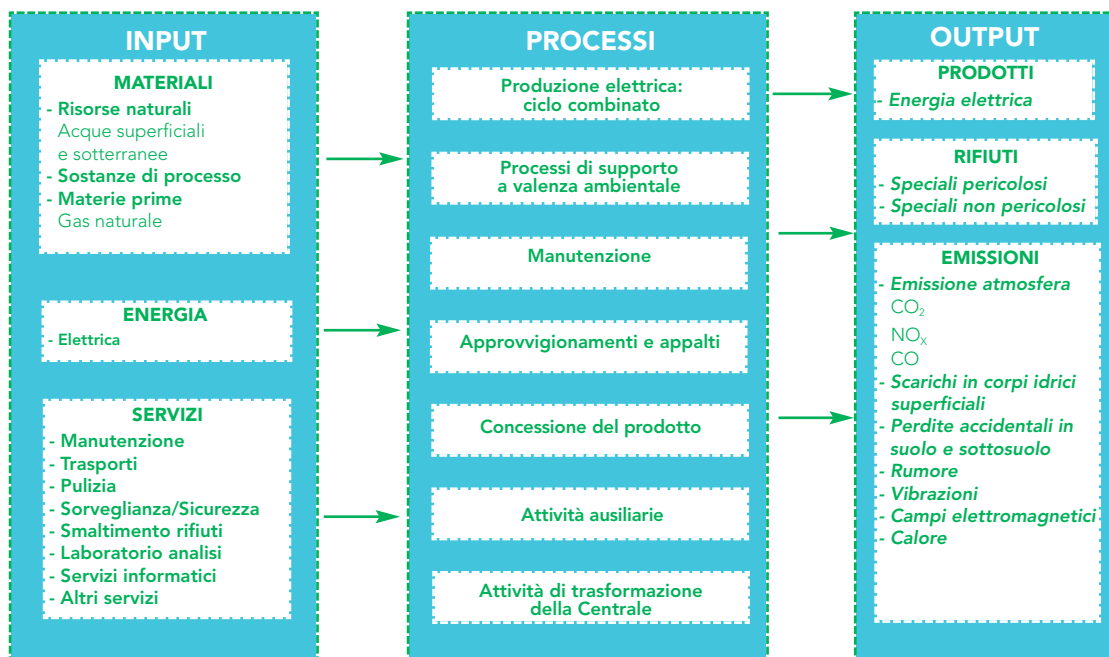 INPUT
MATERIALI
- Risorse naturali
Acque superficiali
e sotterranee
- Sostanze di processo
- Materie prime
Gas naturale
ENERGIA
- Elettrica
SERVIZI
- Manutenzione
- Trasporti
- Pulizia
- Sorveglianza/Sicurezza
- Smaltimento rifiuti
- Laboratorio analisi
- Servizi informatici
- Altri servizi
PROCESSI
Produzione elettrica:
ciclo combinato
Processi di supporto
a valenza ambientale
Manutenzione
Approvvigionamenti e appalti
Concessione del prodotto
Attività ausiliarie
Attività di trasformazione
della Centrale
OUTPUT
PRODOTTI
- Energia elettrica
RIFIUTI
- Speciali pericolosi
- Speciali non pericolosi
EMISSIONI
- Emissione atmosfera
CO₂
NOₓ
CO
- Scarichi in corpi idrici
superficiali
- Perdite accidentali in
suolo e sottosuolo
- Rumore
- Vibrazioni
- Campi elettromagnetici
- Calore